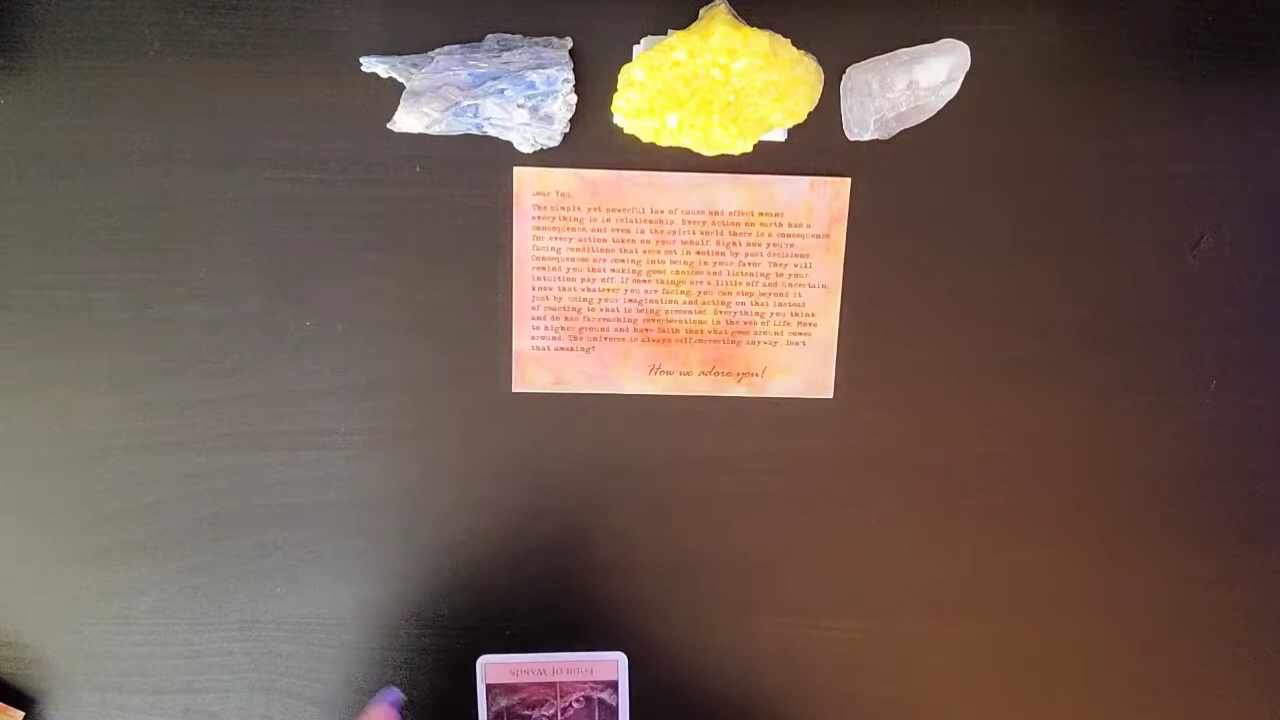 Dear You,
The simple, yet powerful law of cause and effect means
everything is in relationship. Every action on earth has a
consequence, and even in the spirit world there is a consequence
for every action taken on your behalf. Right now you're
facing conditions that were set in motion by past decisions.
Consequences are coming into being in your favor. They will
remind you that making good choices and listening to your
intuition pay off. If some things are a little off and uncertain,
know that whatever you are facing, you can step beyond it
just by using your imagination and acting on that instead
of reacting to what is being presented. Everything you think
and do has far-reaching reverberations in the web of Life. Move
to higher ground and have faith that what goes around comes
around. The universe is always self correcting anyway. Isn't
that amazing?
How we adore you!
Four of Wands